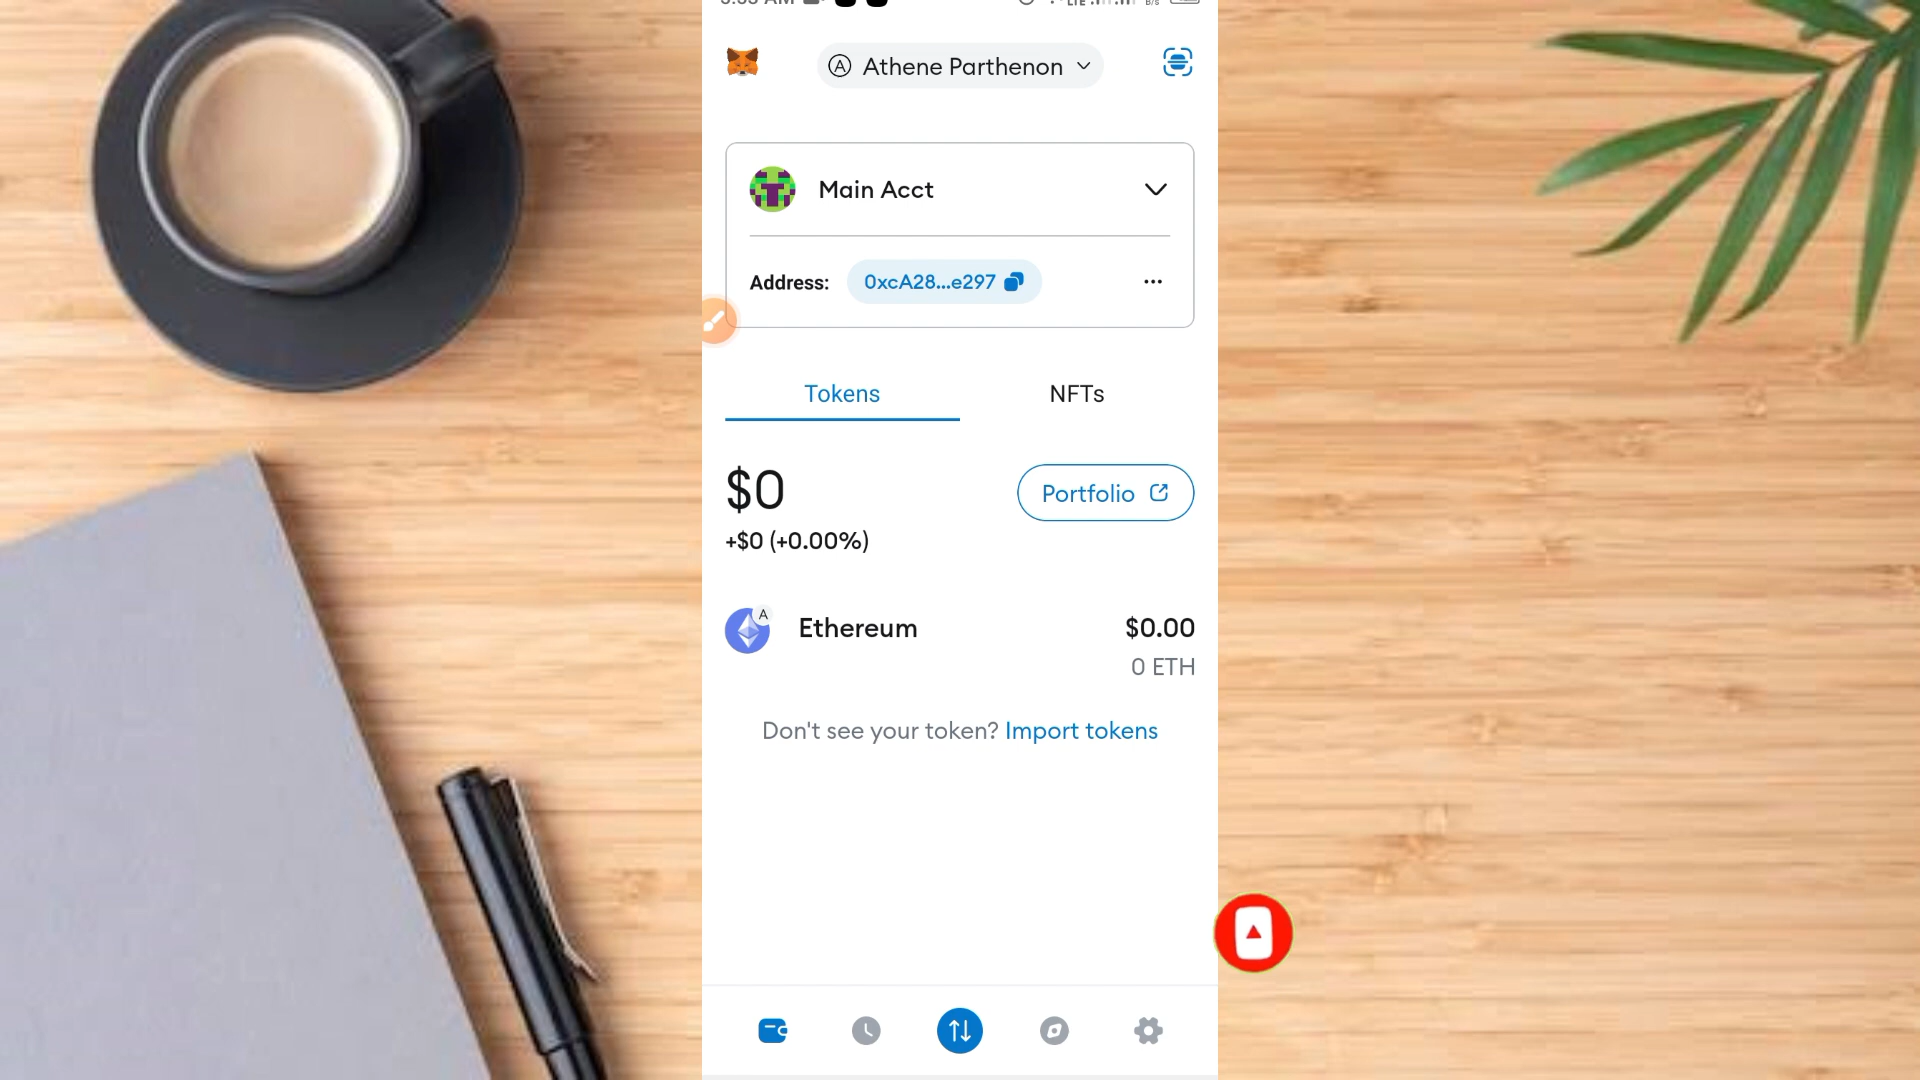 Athene Parthenon
Main Acct
Address: 0xcA28...e297 ...
Tokens NFTs
$0
Portfolio
+$0 (+0.00%)
A
Ethereum $0.00
0 ETH
Don't see your token? Import tokens